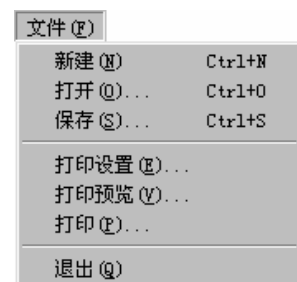 文件(F)
新建(N) Ctrl+N
打开(O)... Ctrl+O
保存(S)... Ctrl+S
打印设置(E)...
打印预览(V)...
打印(P)...
退出(Q)